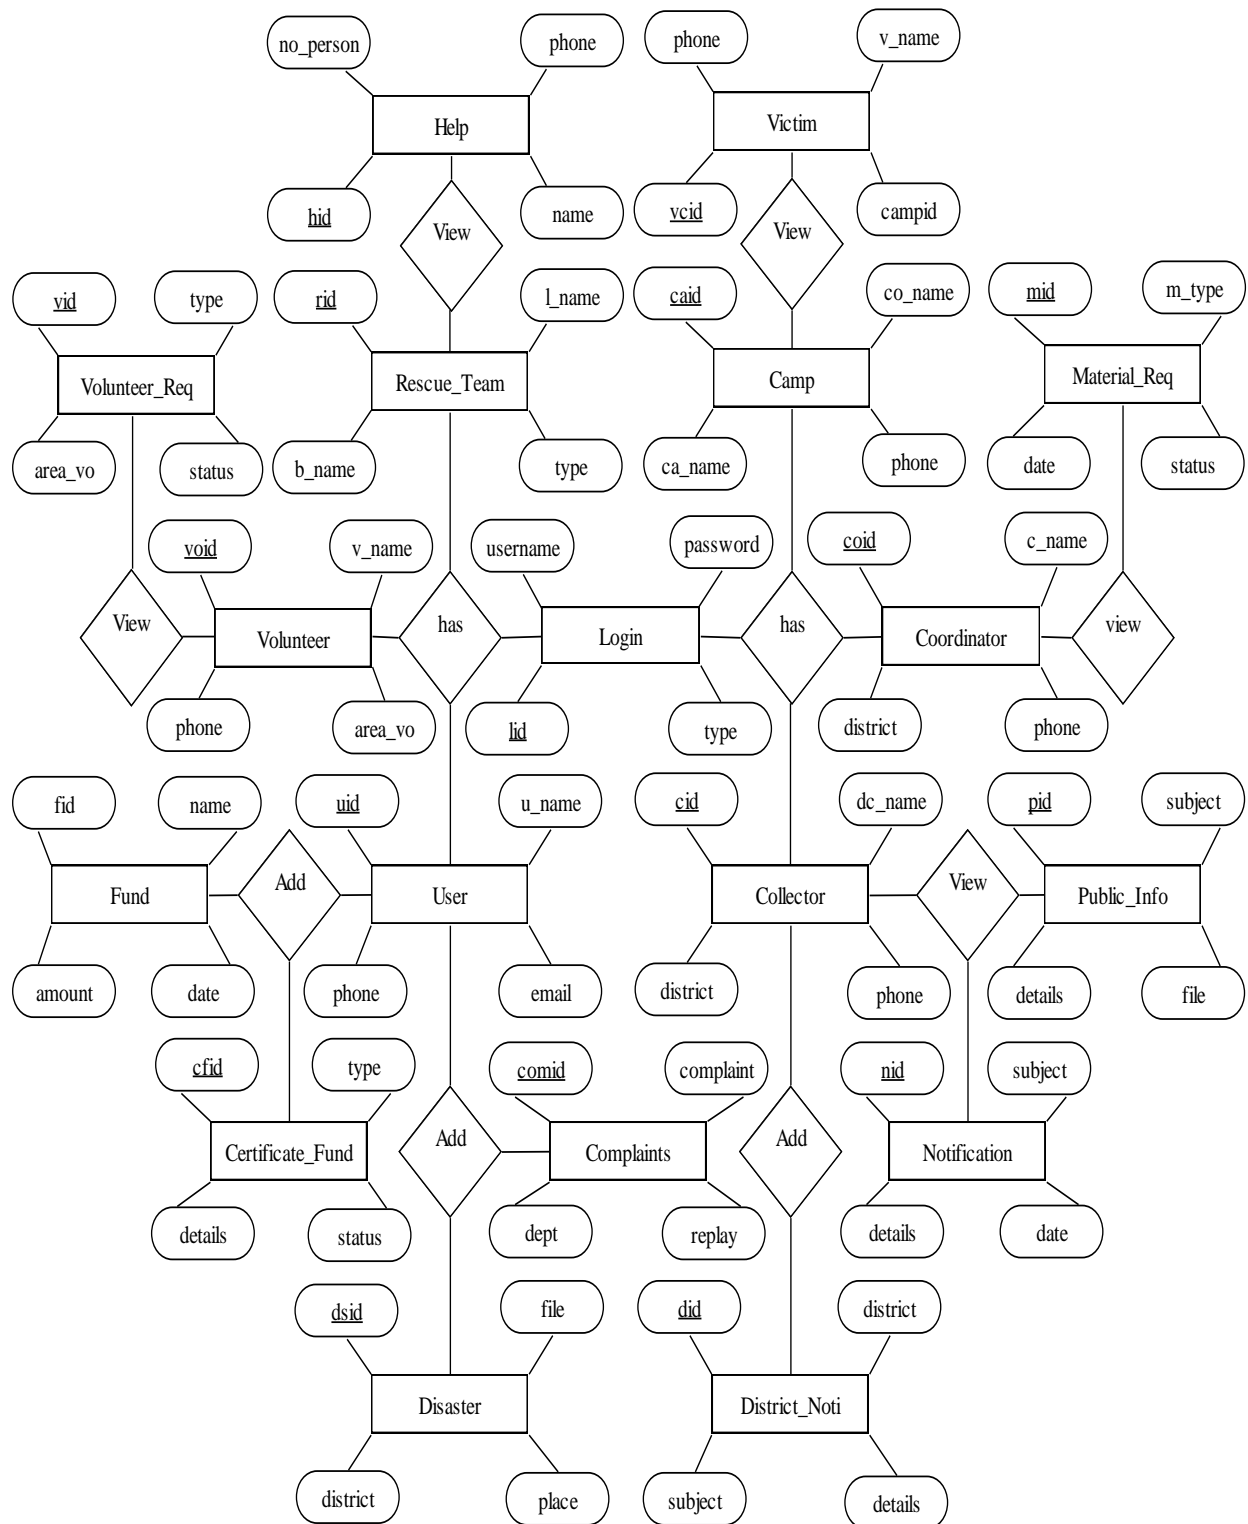 no_person
phone
phone
v_name
Help
Victim
hid
name
vcid
campid
View
View
vid
type
rid
l_name
caid
co_name
mid
m_type
Volunteer_Req
Rescue_Team
Camp
Material_Req
area_vo
status
b_name
type
ca_name
phone
date
status
void
v_name
username
password
coid
c_name
View
Volunteer
has
Login
has
Coordinator
view
phone
area_vo
lid
type
district
phone
fid
name
uid
u_name
cid
dc_name
pid
subject
Fund
Add
User
Collector
View
Public_Info
amount
date
phone
email
district
phone
details
file
cfid
type
comid
complaint
nid
subject
Certificate_Fund
Add
Complaints
Add
Notification
details
status
dept
replay
details
date
dsid
file
did
district
Disaster
District_Noti
district
place
subject
details